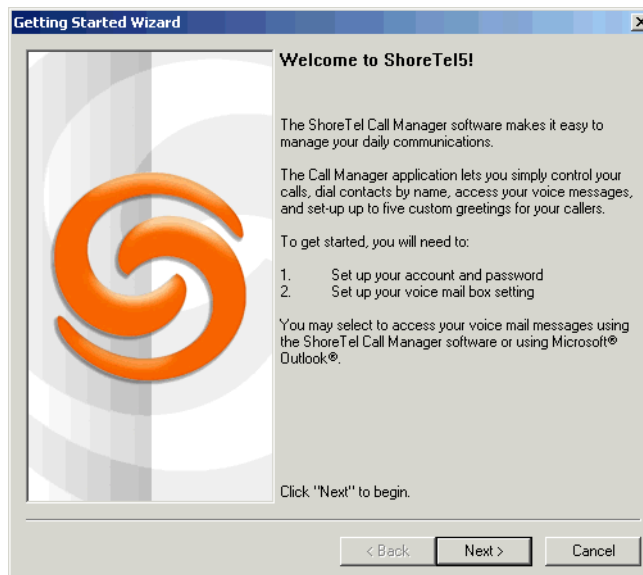 Getting Started Wizard
Welcome to ShoreTel5!
The ShoreTel Call Manager software makes it easy to
manage your daily communications.
The Call Manager application lets you simply control your
calls, dial contacts by name, access your voice messages,
and set-up up to five custom greetings for your callers.
To get started, you will need to:
1. Set up your account and password
2. Set up your voice mail box setting
You may select to access your voice mail messages using
the ShoreTel Call Manager software or using Microsoft®
Outlook®.
Click "Next" to begin.
< Back Next > Cancel